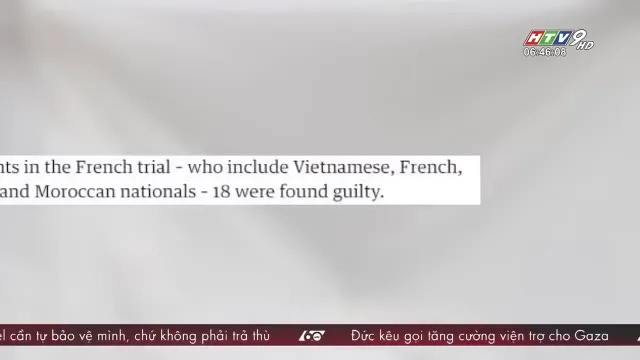 HTV9 HD
06:46:08
nts in the French trial - who include Vietnamese, French,
and Moroccan nationals - 18 were found guilty.
el cần tự bảo vệ mình, chứ không phải trả thù 60 Đức kêu gọi tăng cường viện trợ cho Gaza